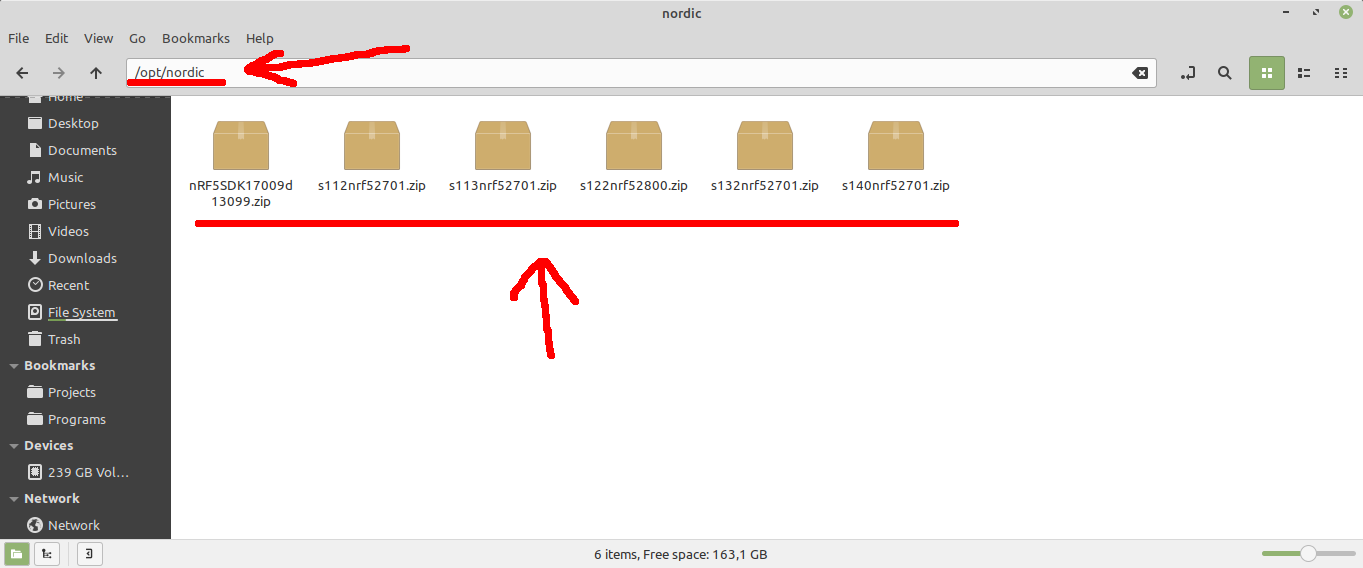 nordic
File Edit View Go Bookmarks Help
/opt/nordic
Home
Desktop
Documents
Music
Pictures
Videos
Downloads
Recent
File System
Trash
Bookmarks
Projects
Programs
Devices
239 GB Vol...
Network
Network
nRF5SDK17009d
13099.zip
s112nrf52701.zip
s113nrf52701.zip
s122nrf52800.zip
s132nrf52701.zip
s140nrf52701.zip
6 items, Free space: 163,1 GB